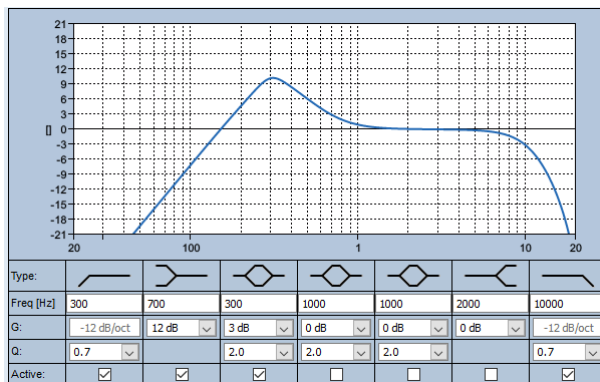 21
18
15
12
9
6
3
[] 0
-3
-6
-9
-12
-15
-18
-21
20 100 1 10 20
Type:
Freq [Hz] 300 700 300 1000 1000 2000 10000
G: -12 dB/oct 12 dB 3 dB 0 dB 0 dB 0 dB -12 dB/oct
Q: 0.7 2.0 2.0 2.0 0.7
Active: